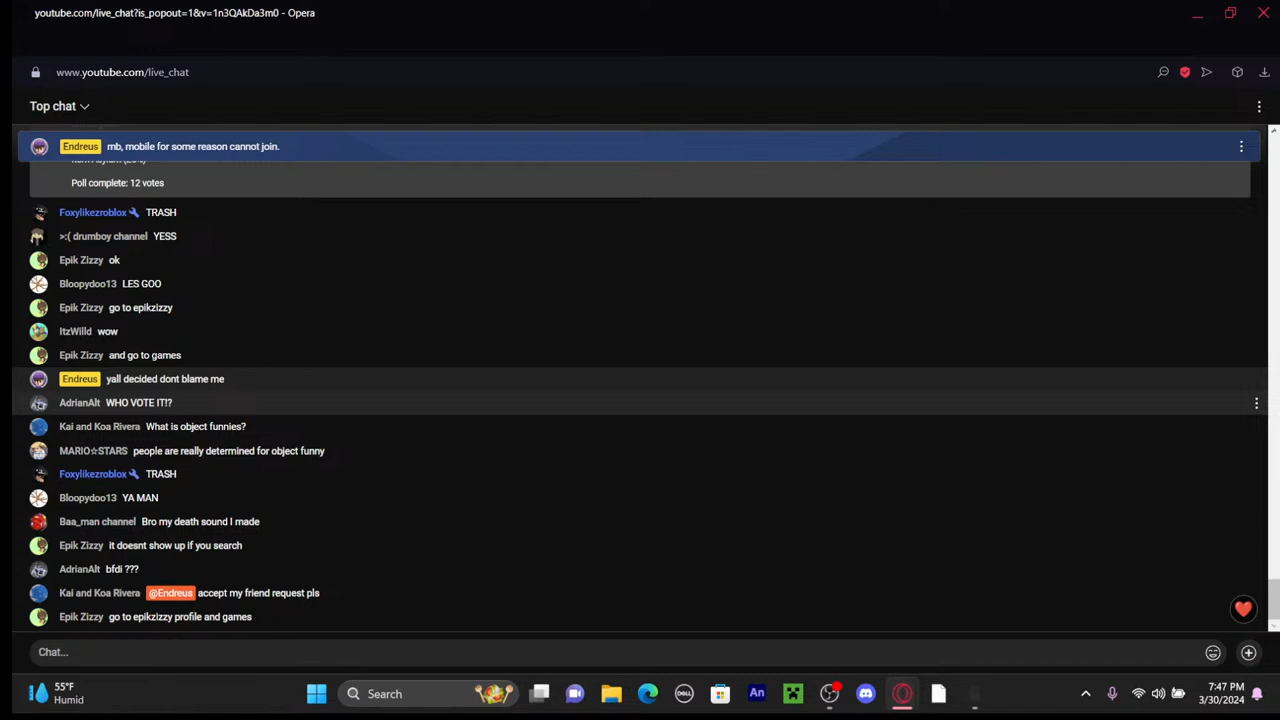 youtube.com/live_chat?is_popout=1&v=1n3QAkDa3m0 - Opera
www.youtube.com/live_chat
Top chat
Endreus mb, mobile for some reason cannot join.
Poll complete: 12 votes
Foxylikezroblox TRASH
>:( drumboy channel YESS
Epik Zizzy ok
Bloopydoo13 LES GOO
Epik Zizzy go to epikzizzy
ItzWilld wow
Epik Zizzy and go to games
Endreus yall decided dont blame me
AdrianAlt WHO VOTE IT!?
Kai and Koa Rivera What is object funnies?
MARIO☆STARS people are really determined for object funny
Foxylikezroblox TRASH
Bloopydoo13 YA MAN
Baa_man channel Bro my death sound I made
Epik Zizzy it doesnt show up if you search
AdrianAlt bfdi ???
Kai and Koa Rivera @Endreus accept my friend request pls
Epik Zizzy go to epikzizzy profile and games
Chat...
55°F
Humid
Search
DELL
An
7:47 PM
3/30/2024